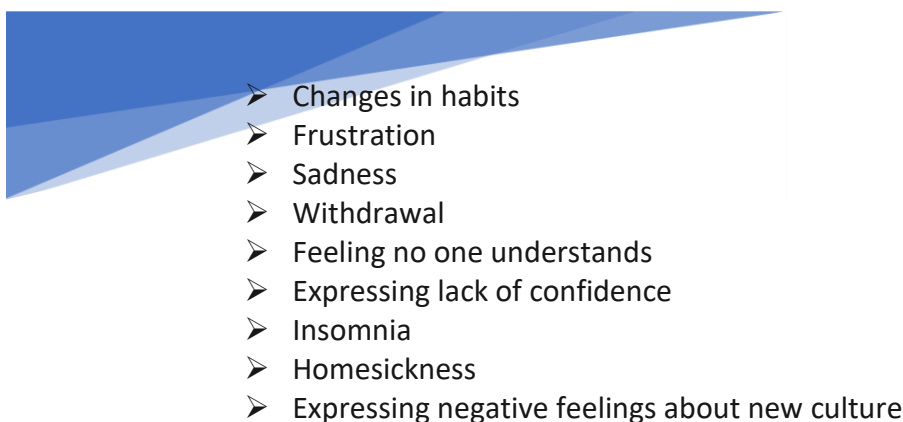 ➢ Changes in habits
➢ Frustration
➢ Sadness
➢ Withdrawal
➢ Feeling no one understands
➢ Expressing lack of confidence
➢ Insomnia
➢ Homesickness
➢ Expressing negative feelings about new culture